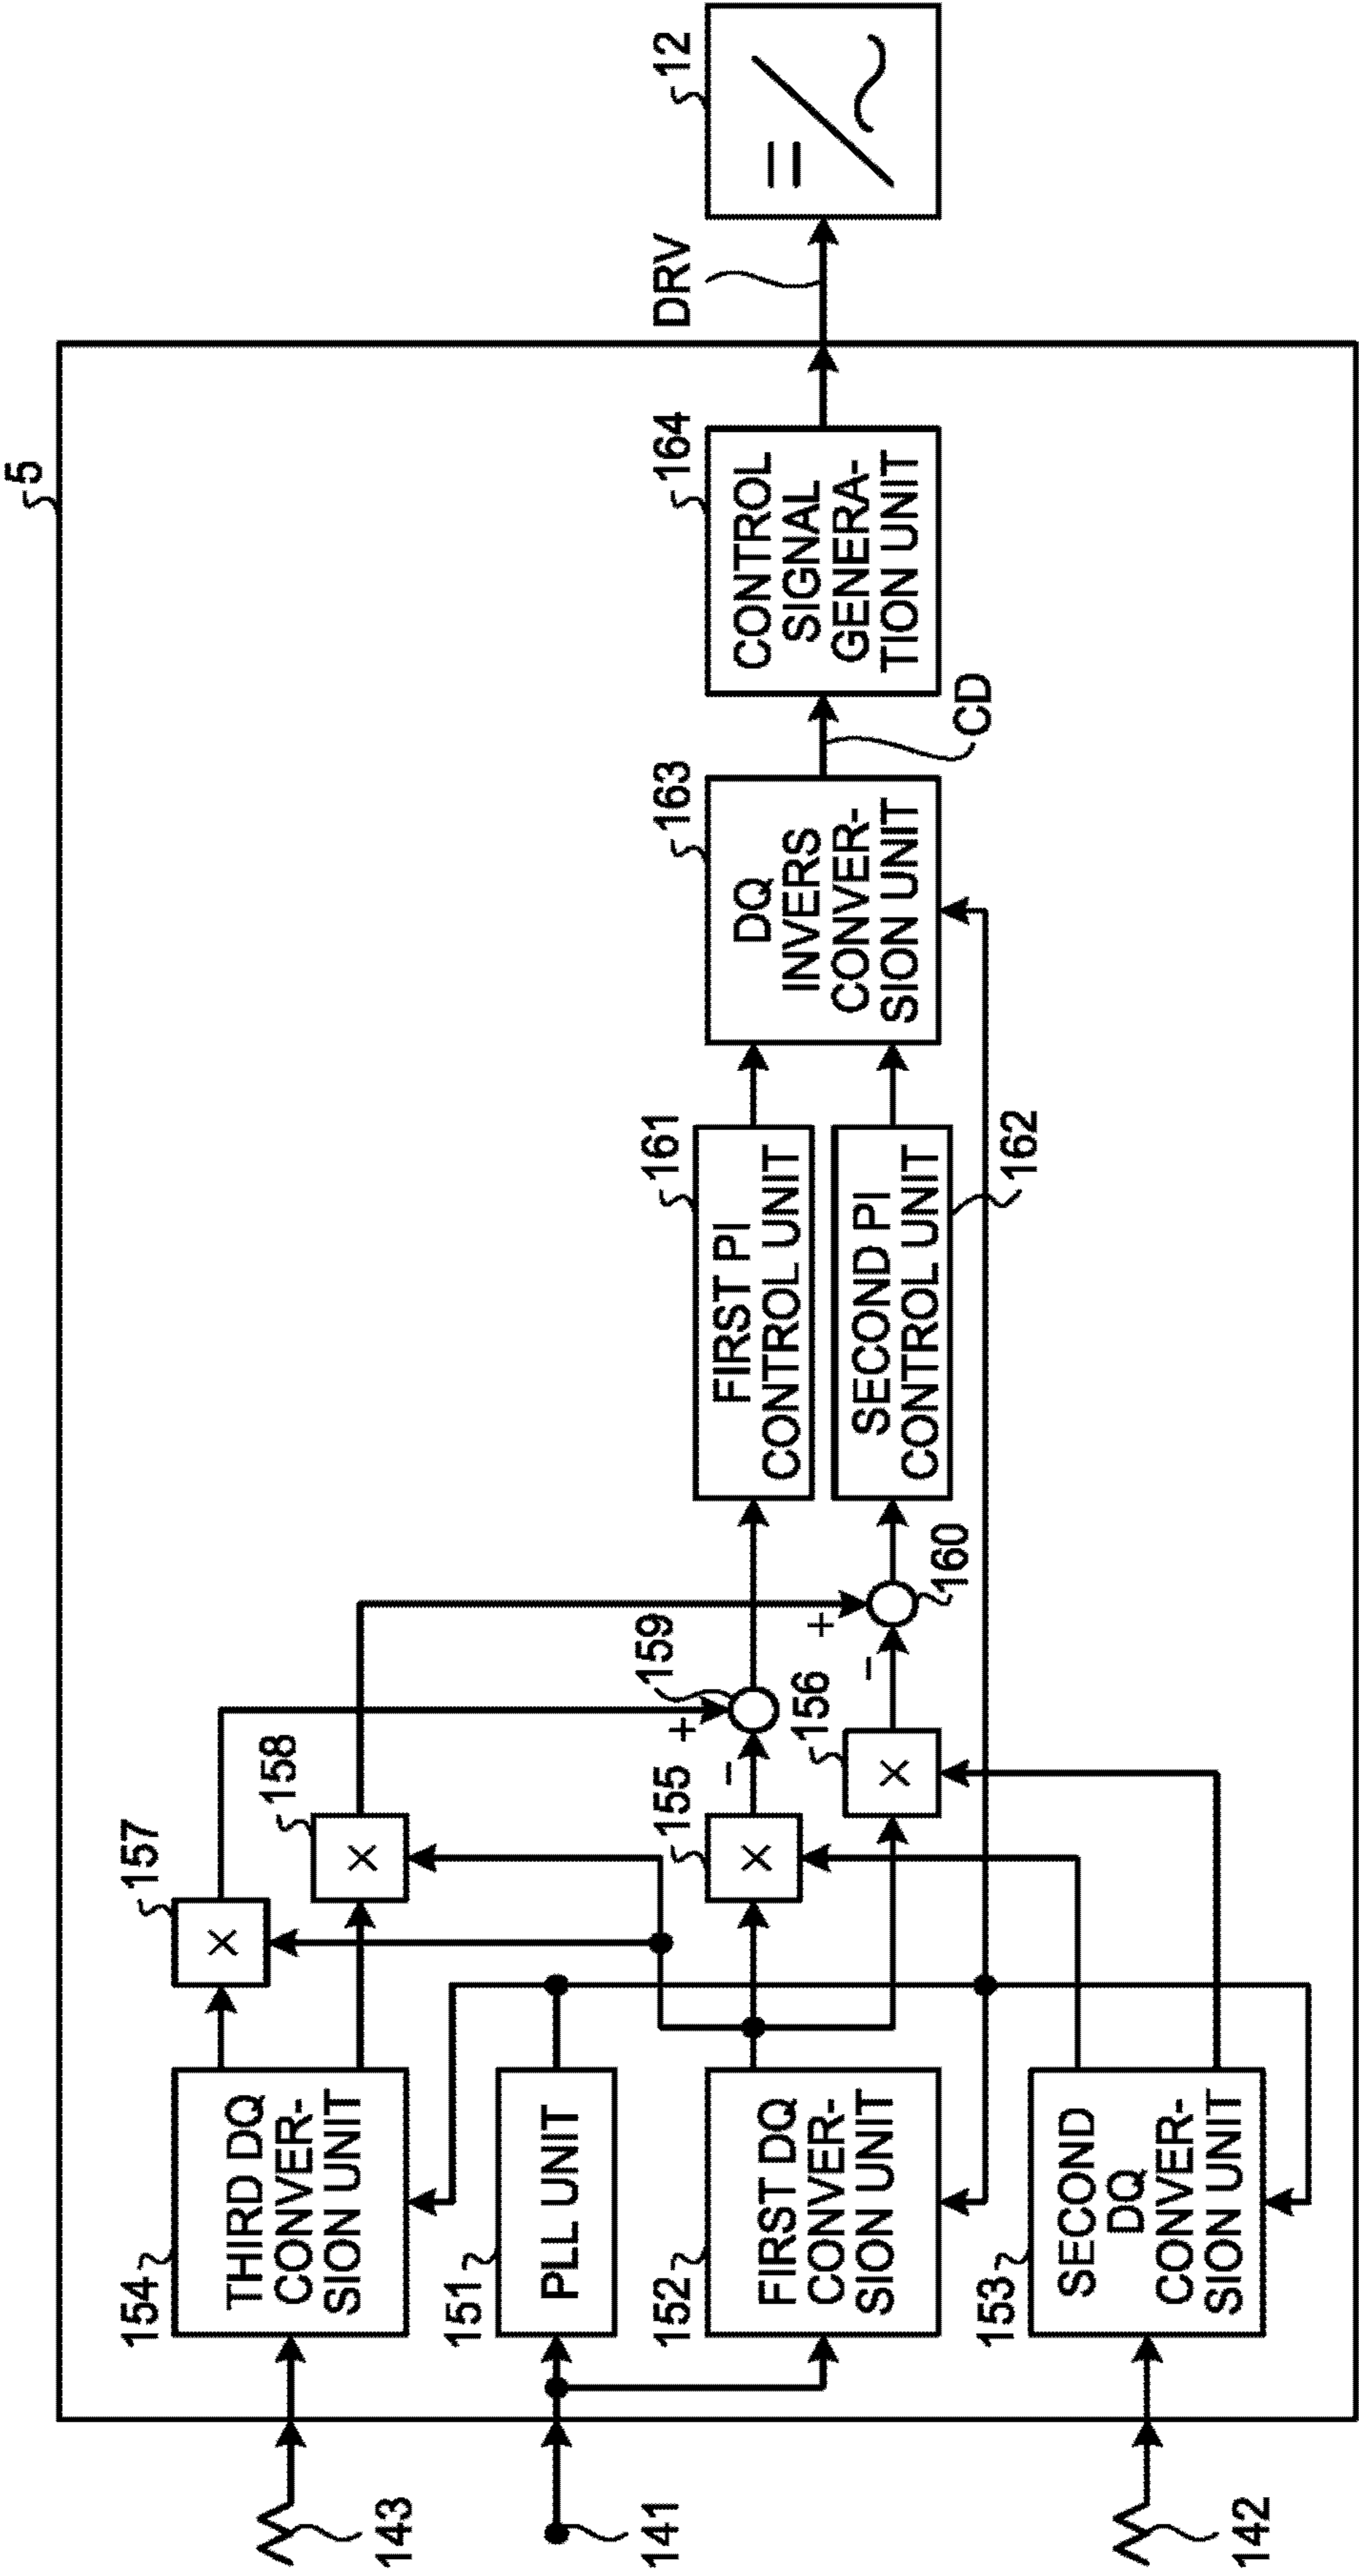 5
143
154
THIRD DQ
CONVER-
SION UNIT
157
×
158
×
141
151
PLL UNIT
152
FIRST DQ
CONVER-
SION UNIT
155
×
−
+
159
156
×
−
+
160
161
FIRST PI
CONTROL UNIT
SECOND PI
CONTROL UNIT
162
163
DQ
INVERS
CONVER-
SION UNIT
CD
164
CONTROL
SIGNAL
GENERA-
TION UNIT
DRV
12
142
153
SECOND
DQ
CONVER-
SION UNIT